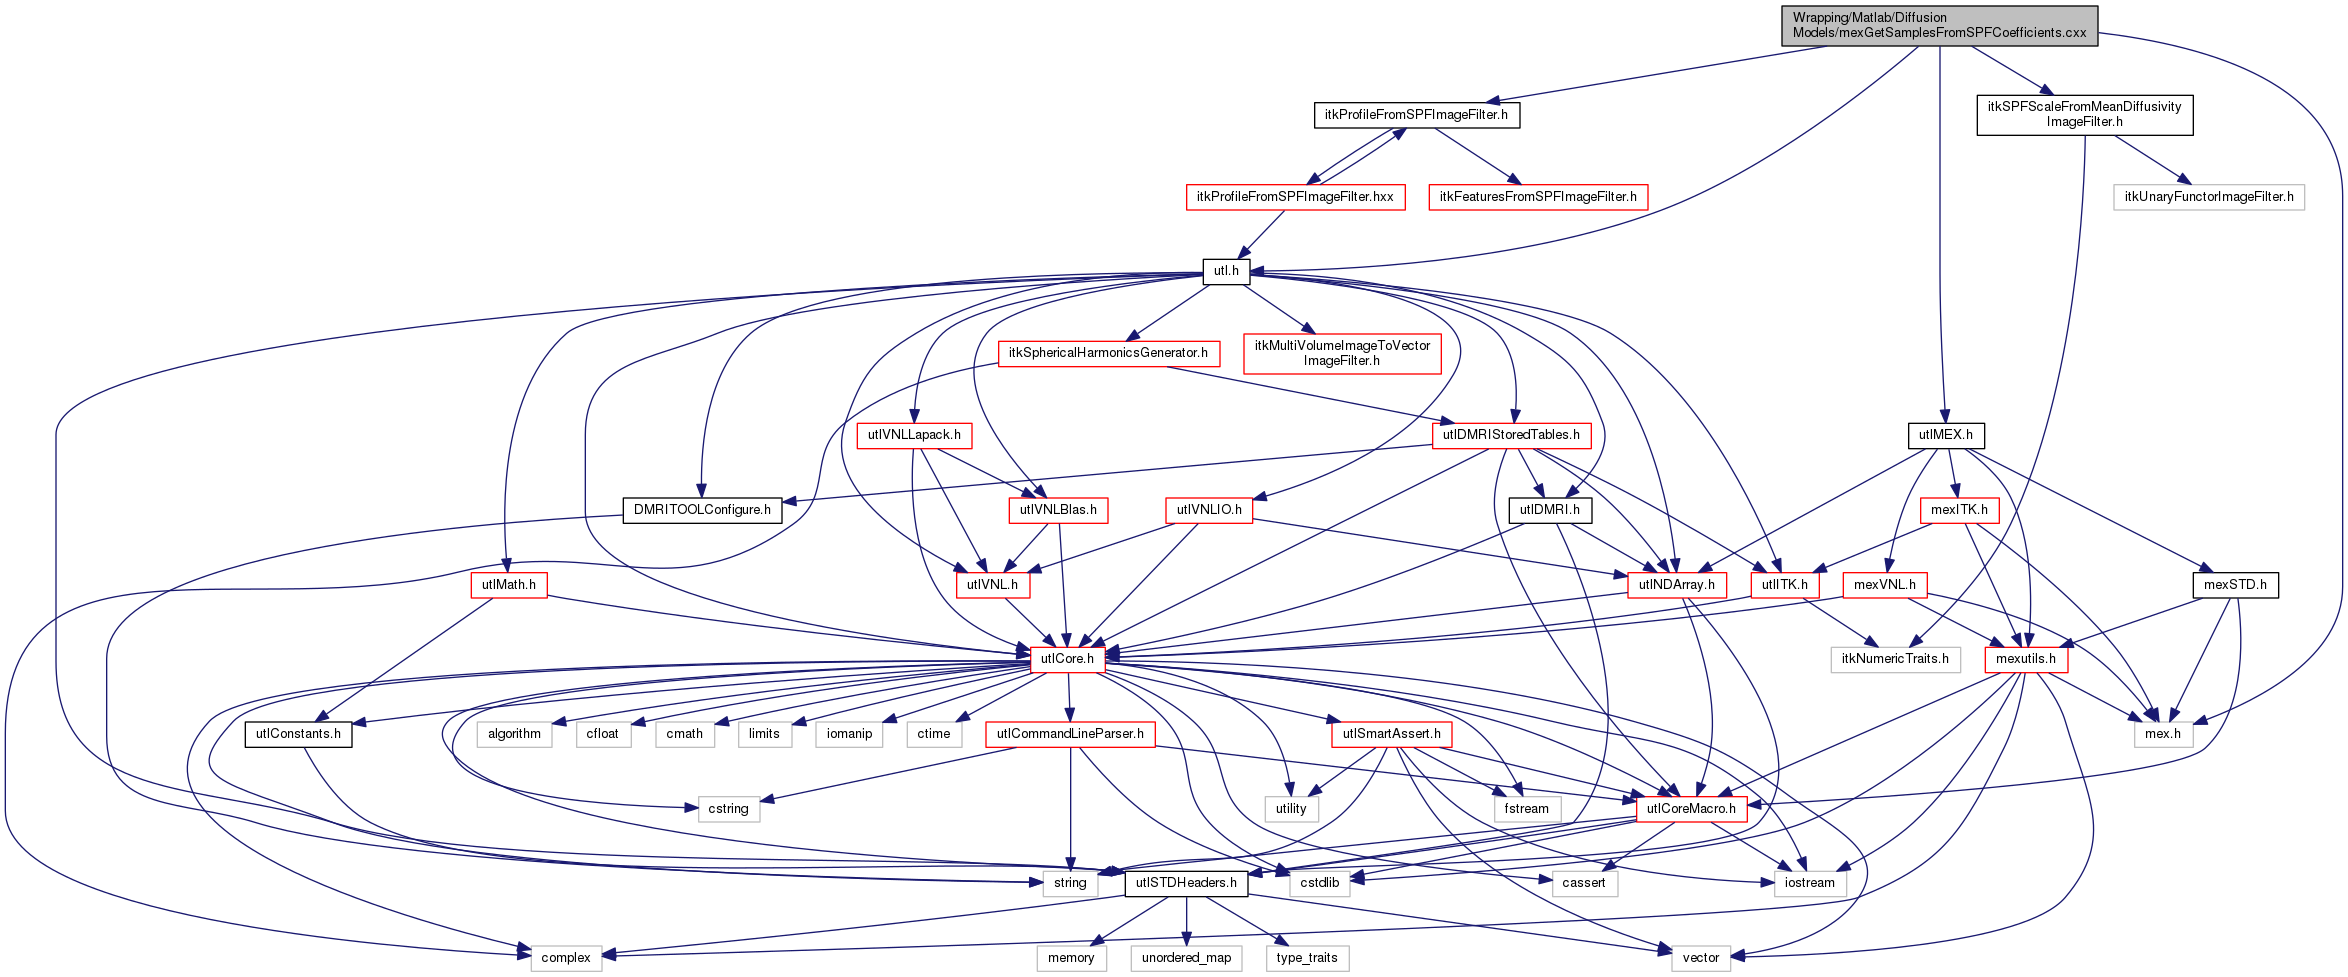 Wrapping/Matlab/Diffusion
Models/mexGetSamplesFromSPFCoefficients.cxx
itkProfileFromSPFImageFilter.h
itkSPFScaleFromMeanDiffusivity
ImageFilter.h
itkProfileFromSPFImageFilter.hxx
itkFeaturesFromSPFImageFilter.h
itkUnaryFunctorImageFilter.h
utl.h
itkSphericalHarmonicsGenerator.h
itkMultiVolumeImageToVector
ImageFilter.h
utlVNLLapack.h
utlDMRIStoredTables.h
utlMEX.h
DMRITOOLConfigure.h
utlVNLBlas.h
utlVNLIO.h
utlDMRI.h
mexITK.h
utlMath.h
utlVNL.h
utlNDArray.h
utlITK.h
mexVNL.h
mexSTD.h
utlCore.h
itkNumericTraits.h
mexutils.h
utlConstants.h
algorithm
cfloat
cmath
limits
iomanip
ctime
utlCommandLineParser.h
utlSmartAssert.h
mex.h
cstring
utility
fstream
utlCoreMacro.h
string
utlSTDHeaders.h
cstdlib
cassert
iostream
complex
memory
unordered_map
type_traits
vector